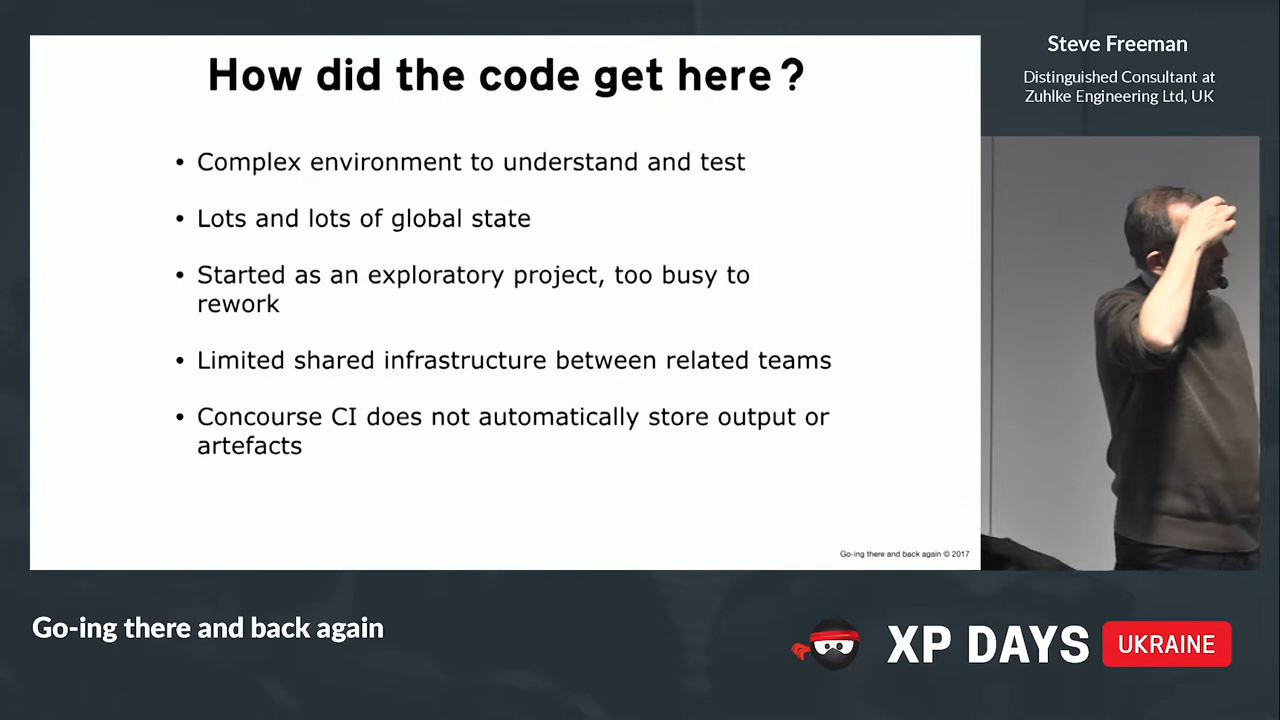 How did the code get here ?
• Complex environment to understand and test
• Lots and lots of global state
• Started as an exploratory project, too busy to
rework
• Limited shared infrastructure between related teams
• Concourse CI does not automatically store output or
artefacts
Go-ing there and back again © 2017
Steve Freeman
Distinguished Consultant at
Zuhlke Engineering Ltd, UK
Go-ing there and back again
XP DAYS UKRAINE